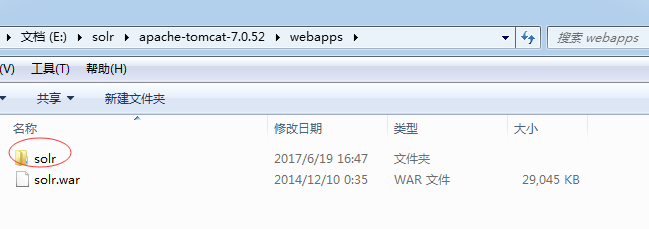 文档 (E:) ▸ solr ▸ apache-tomcat-7.0.52 ▸ webapps ▸
搜索 webapps
(V) 工具(T) 帮助(H)
共享 新建文件夹
名称 修改日期 类型 大小
solr 2017/6/19 16:47 文件夹
solr.war 2014/12/10 0:35 WAR 文件 29,045 KB